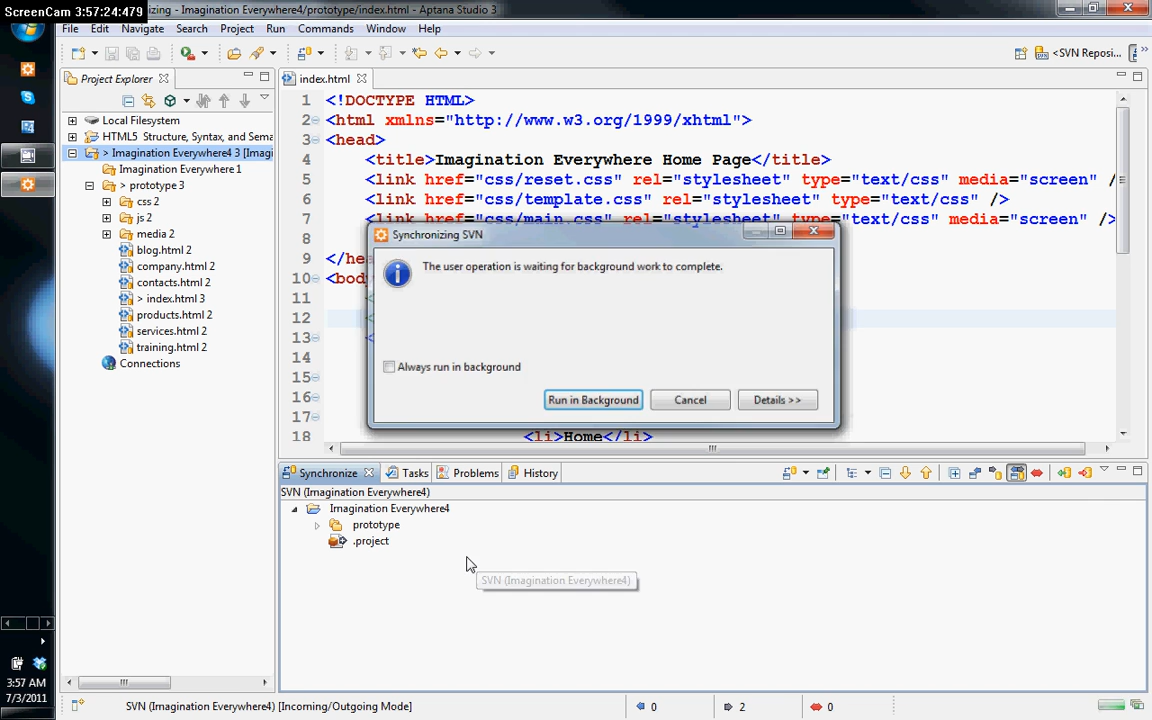 ScreenCam 3:57:24:479
zing - Imagination Everywhere4/prototype/index.html - Aptana Studio 3
File Edit Navigate Search Project Run Commands Window Help
<SVN Reposi...
Project Explorer
index.html
Local Filesystem
HTML5 Structure, Syntax, and Sema
> Imagination Everywhere4 3 [Imagi
Imagination Everywhere 1
> prototype 3
css 2
js 2
media 2
blog.html 2
company.html 2
contacts.html 2
> index.html 3
products.html 2
services.html 2
training.html 2
Connections
1 <!DOCTYPE HTML>
2 <html xmlns="http://www.w3.org/1999/xhtml">
3 <head>
4 <title>Imagination Everywhere Home Page</title>
5 <link href="css/reset.css" rel="stylesheet" type="text/css" media="screen" /
6 <link href="css/template.css" rel="stylesheet" type="text/css" />
7 <link href="css/main.css" rel="stylesheet" type="text/css" media="screen" />
8
9 </hea
10 <body
11
12
13
14
15
16
17
18 <li>Home</li>
Synchronizing SVN
The user operation is waiting for background work to complete.
Always run in background
Run in Background Cancel Details >>
Synchronize Tasks Problems History
SVN (Imagination Everywhere4)
Imagination Everywhere4
prototype
.project
SVN (Imagination Everywhere4)
3:57 AM
7/3/2011
SVN (Imagination Everywhere4) [Incoming/Outgoing Mode]
0 2 0